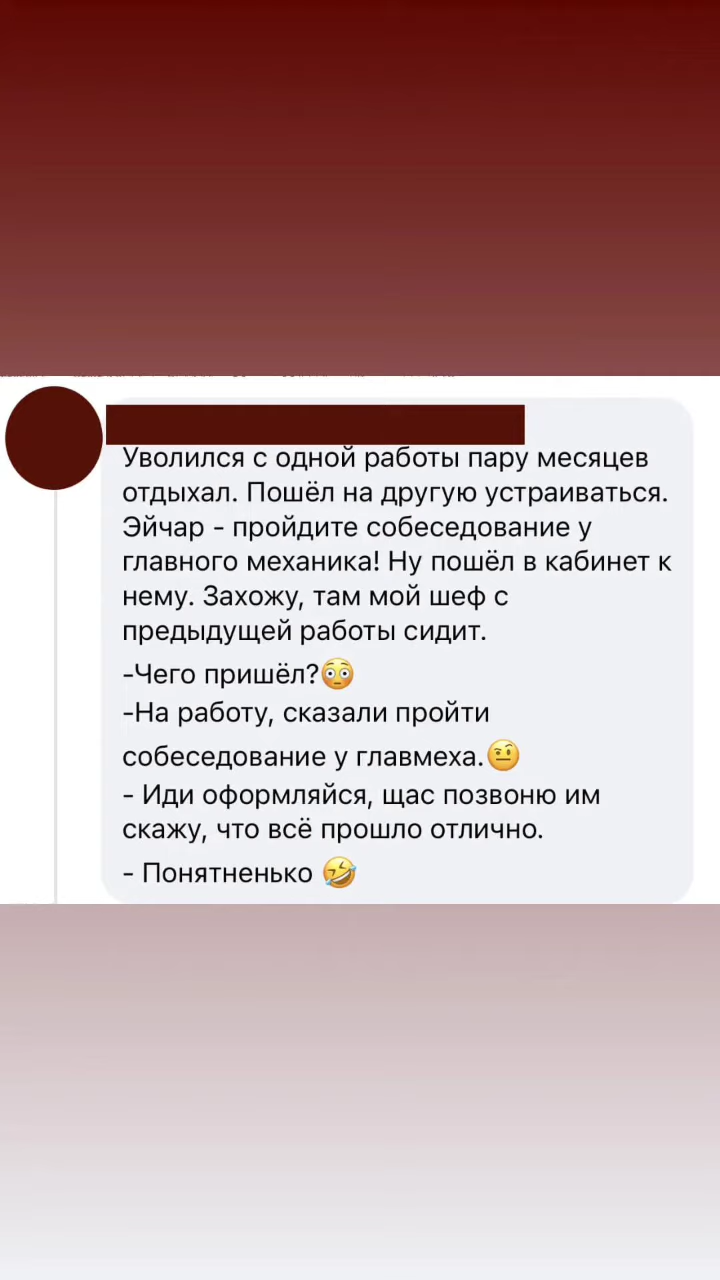 Уволился с одной работы пару месяцев
отдыхал. Пошёл на другую устраиваться.
Эйчар - пройдите собеседование у
главного механика! Ну пошёл в кабинет к
нему. Захожу, там мой шеф с
предыдущей работы сидит.
-Чего пришёл?😳
-На работу, сказали пройти
собеседование у главмеха.🤨
- Иди оформляйся, щас позвоню им
скажу, что всё прошло отлично.
- Понятненько 🤣